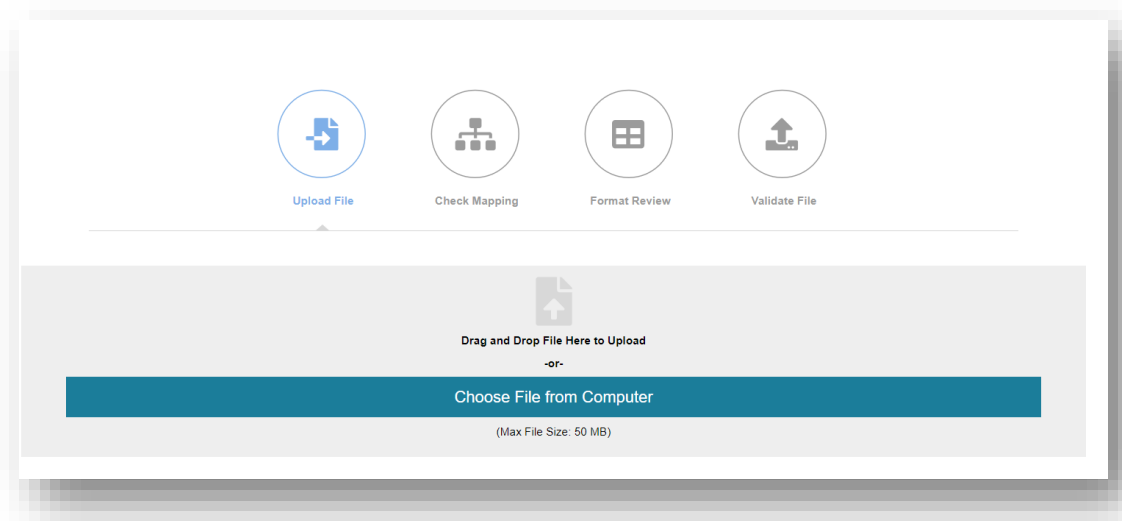 Upload File
Check Mapping
Format Review
Validate File
Drag and Drop File Here to Upload
-or-
Choose File from Computer
(Max File Size: 50 MB)